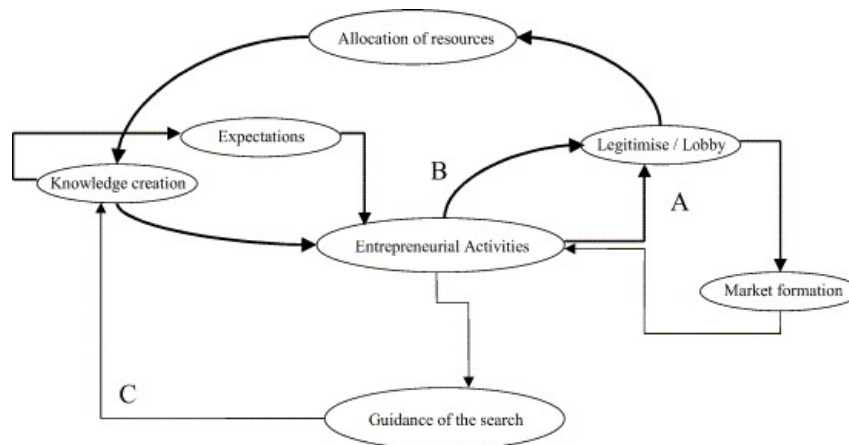 Allocation of resources
Expectations
Legitimise / Lobby
B
Knowledge creation
A
Entrepreneurial Activities
Market formation
C
Guidance of the search